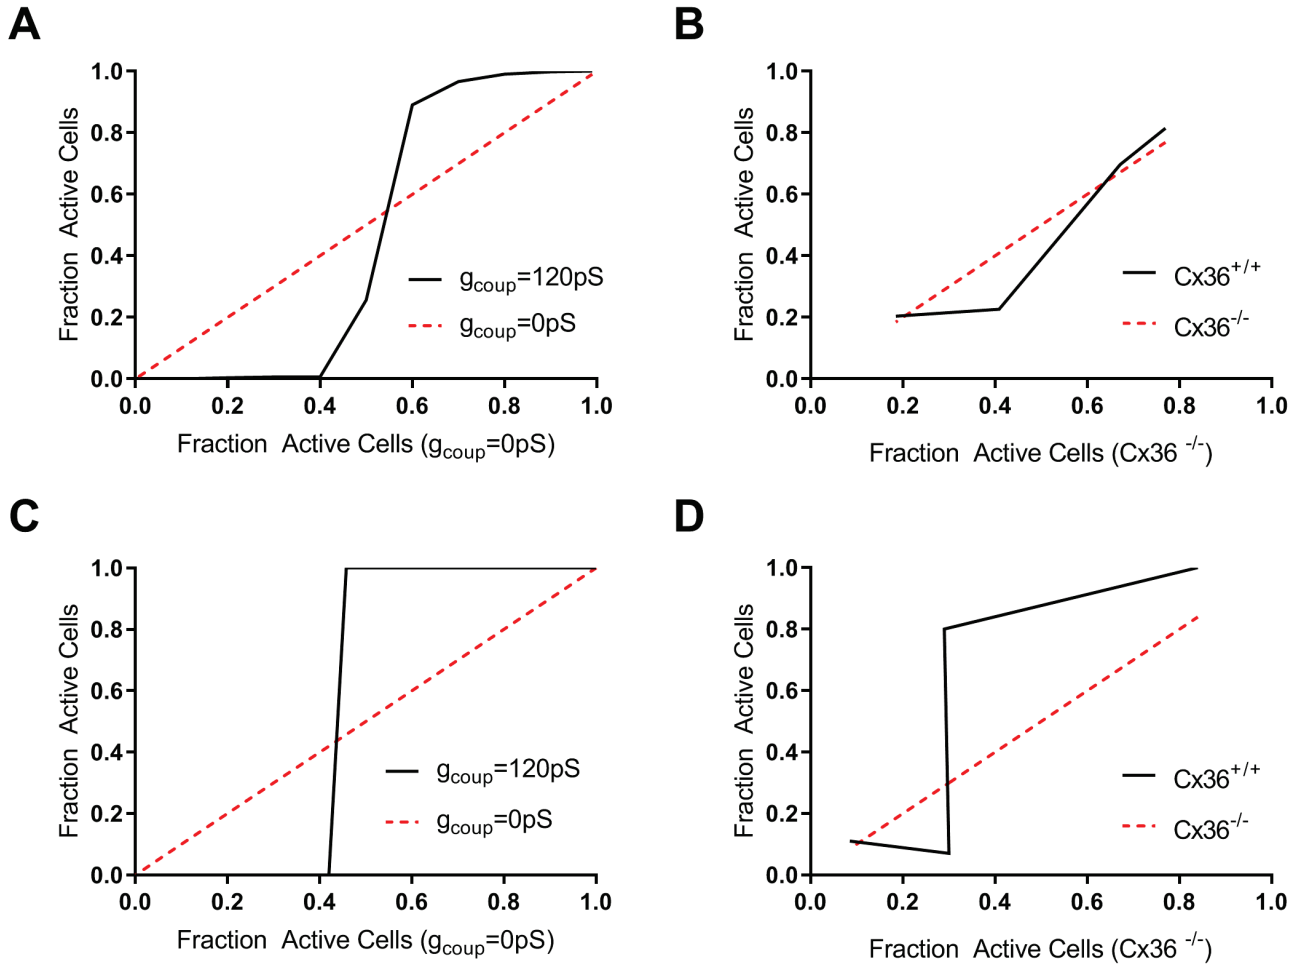 A
1.0
0.8
0.6
0.4
0.2
0.0
Fraction Active Cells
g_coup=120pS
g_coup=0pS
0.0 0.2 0.4 0.6 0.8 1.0
Fraction Active Cells (g_coup=0pS)
B
1.0
0.8
0.6
0.4
0.2
0.0
Fraction Active Cells
Cx36^+/+
Cx36^-/-
0.0 0.2 0.4 0.6 0.8 1.0
Fraction Active Cells (Cx36 ^-/-)
C
1.0
0.8
0.6
0.4
0.2
0.0
Fraction Active Cells
g_coup=120pS
g_coup=0pS
0.0 0.2 0.4 0.6 0.8 1.0
Fraction Active Cells (g_coup=0pS)
D
1.0
0.8
0.6
0.4
0.2
0.0
Fraction Active Cells
Cx36^+/+
Cx36^-/-
0.0 0.2 0.4 0.6 0.8 1.0
Fraction Active Cells (Cx36 ^-/-)